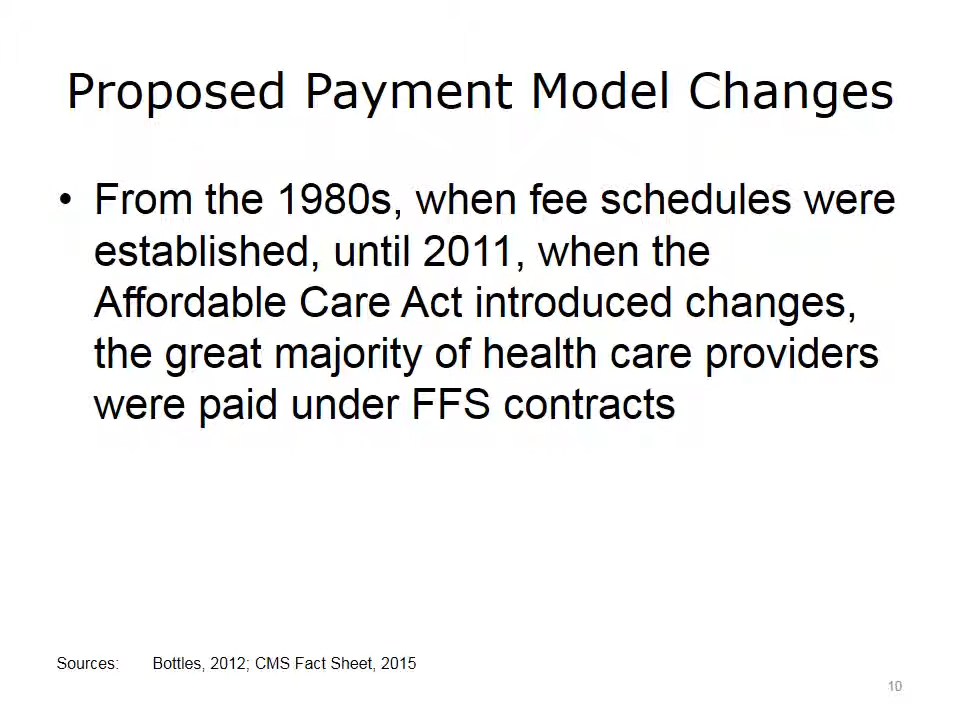 Proposed Payment Model Changes
• From the 1980s, when fee schedules were
established, until 2011, when the
Affordable Care Act introduced changes,
the great majority of health care providers
were paid under FFS contracts
Sources: Bottles, 2012; CMS Fact Sheet, 2015
10